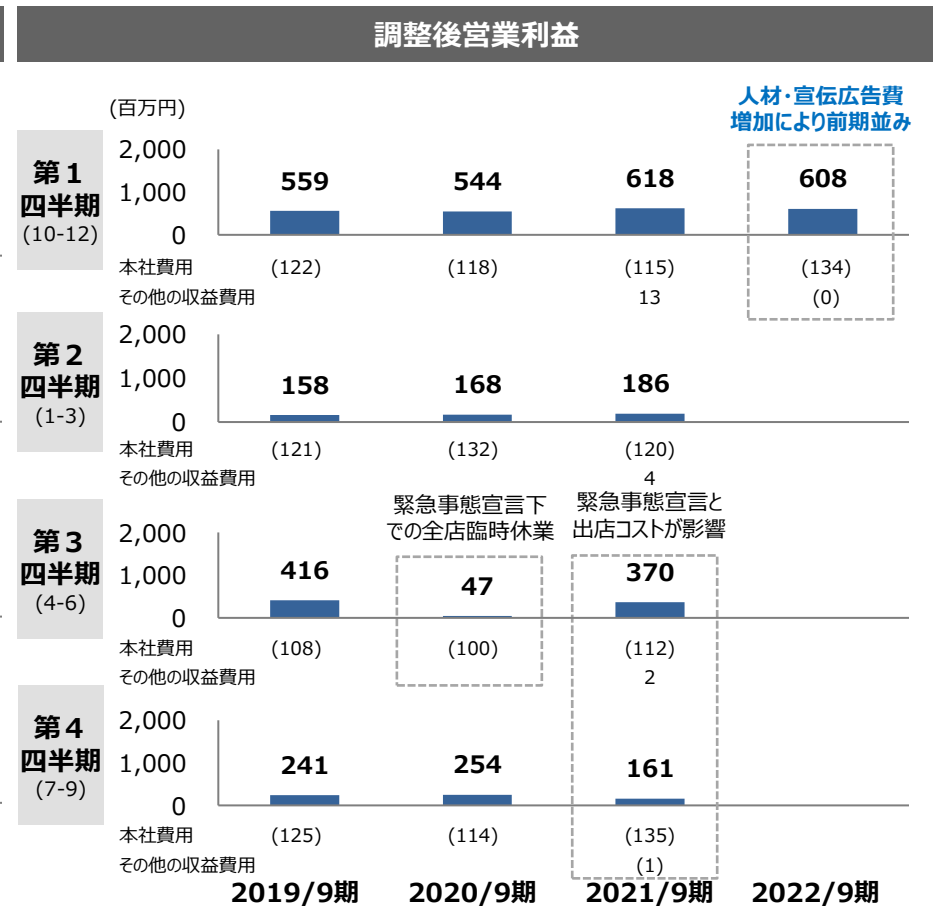 調整後営業利益
(百万円)
人材・宣伝広告費
増加により前期並み
第１
四半期
(10-12)
2,000
1,000
0
559 544 618 608
本社費用 (122) (118) (115) (134)
その他の収益費用 13 (0)
第２
四半期
(1-3)
2,000
1,000
0
158 168 186
本社費用 (121) (132) (120)
その他の収益費用 4
緊急事態宣言下
での全店臨時休業
緊急事態宣言と
出店コストが影響
第３
四半期
(4-6)
2,000
1,000
0
416 47 370
本社費用 (108) (100) (112)
その他の収益費用 2
第４
四半期
(7-9)
2,000
1,000
0
241 254 161
本社費用 (125) (114) (135)
その他の収益費用 (1)
2019/9期 2020/9期 2021/9期 2022/9期